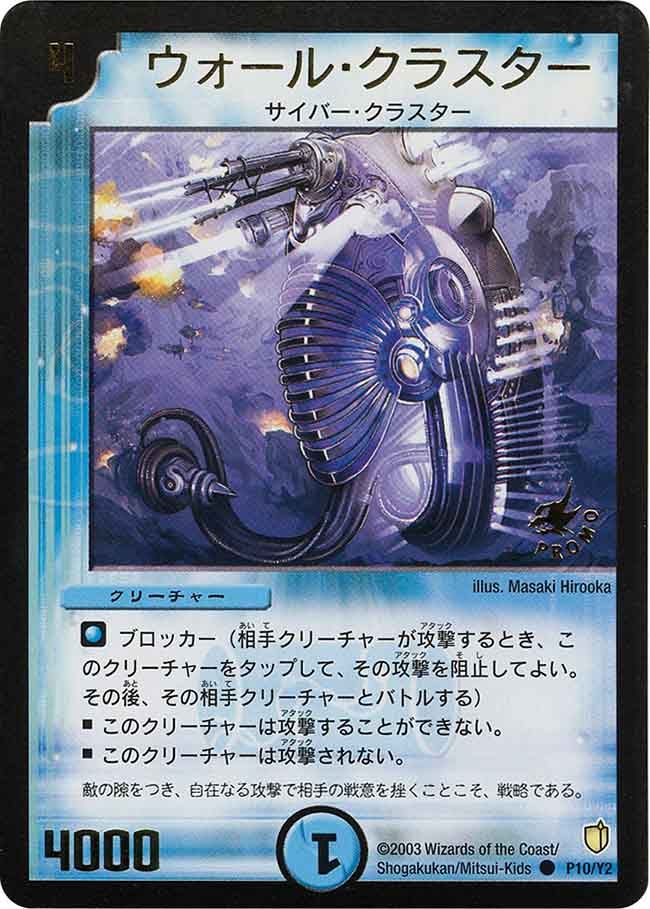 4
ウォール・クラスター
サイバー・クラスター
PROMO
illus. Masaki Hirooka
クリーチャー
ブロッカー（相手クリーチャーが攻撃するとき、こ
のクリーチャーをタップして、その攻撃を阻止してよい。
その後、その相手クリーチャーとバトルする）
■ このクリーチャーは攻撃することができない。
■ このクリーチャーは攻撃されない。
敵の隙をつき、自在なる攻撃で相手の戦意を挫くことこそ、戦略である。
4000
1
©2003 Wizards of the Coast/
Shogakukan/Mitsui-Kids
P10/Y2